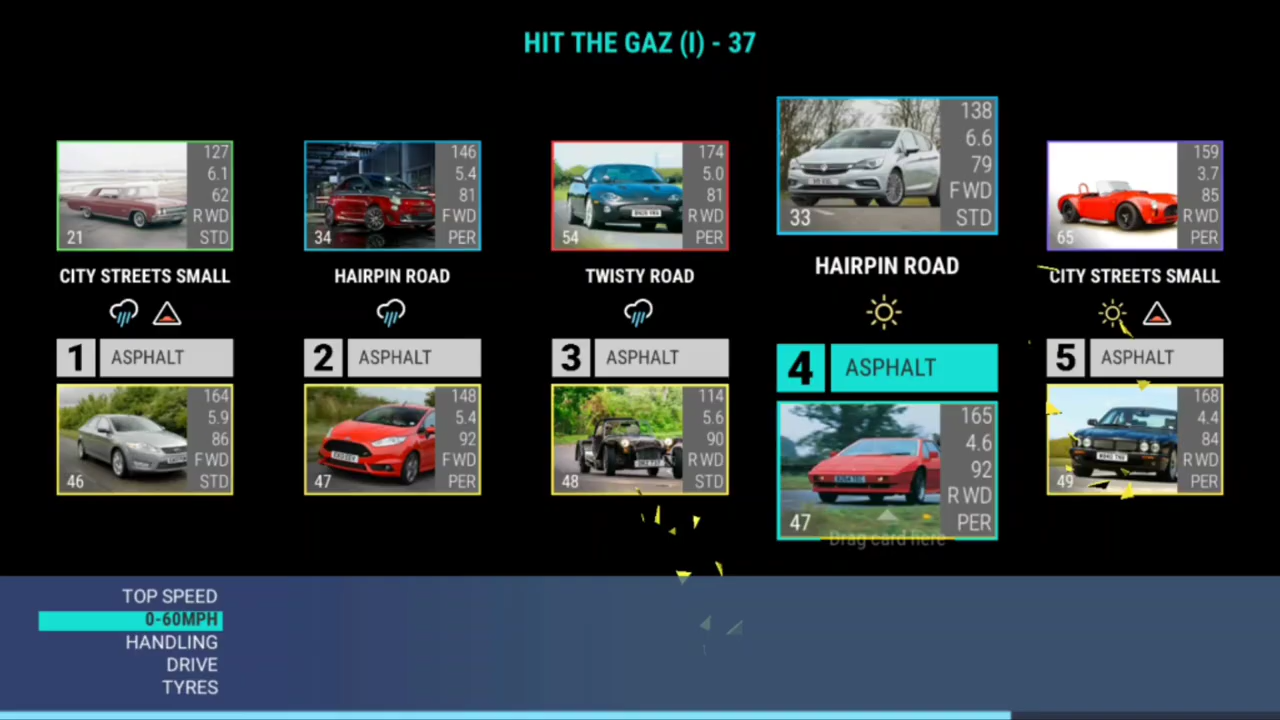 HIT THE GAZ (I) - 37
127
6.1
62
RWD
STD
21
CITY STREETS SMALL
1 ASPHALT
164
5.9
86
FWD
STD
46
146
5.4
81
FWD
PER
34
HAIRPIN ROAD
2 ASPHALT
148
5.4
92
FWD
PER
47
174
5.0
81
RWD
PER
54
TWISTY ROAD
3 ASPHALT
114
5.6
90
RWD
STD
48
138
6.6
79
FWD
STD
33
HAIRPIN ROAD
4 ASPHALT
165
4.6
92
RWD
PER
47
Drag card here
159
3.7
85
RWD
PER
65
CITY STREETS SMALL
5 ASPHALT
168
4.4
84
RWD
PER
49
TOP SPEED
0-60MPH
HANDLING
DRIVE
TYRES